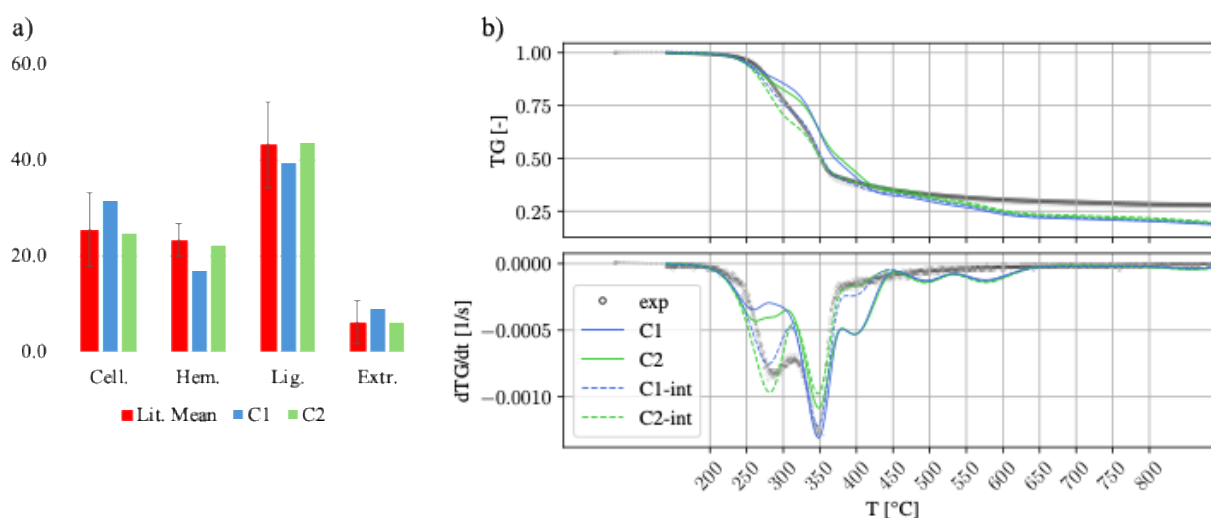 a)
60.0
40.0
20.0
0.0
Cell. Hem. Lig. Extr.
Lit. Mean C1 C2
b)
1.00
0.75
0.50
0.25
TG [-]
0.0000
−0.0005
−0.0010
dTG/dt [1/s]
exp
C1
C2
C1-int
C2-int
200 250 300 350 400 450 500 550 600 650 700 750 800
T [°C]